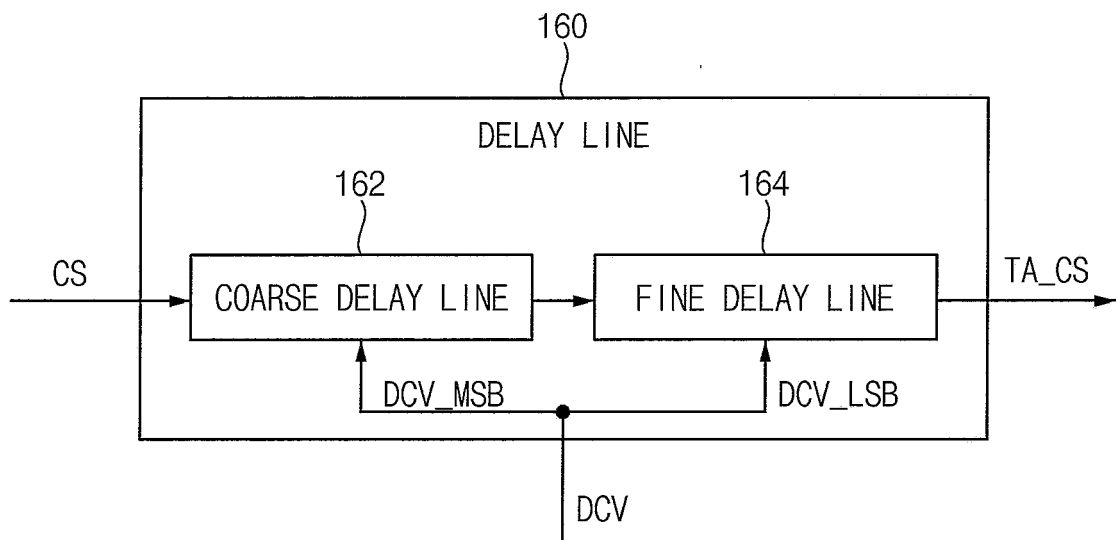 160
DELAY LINE
162
164
CS
COARSE DELAY LINE
FINE DELAY LINE
TA_CS
DCV_MSB
DCV_LSB
DCV